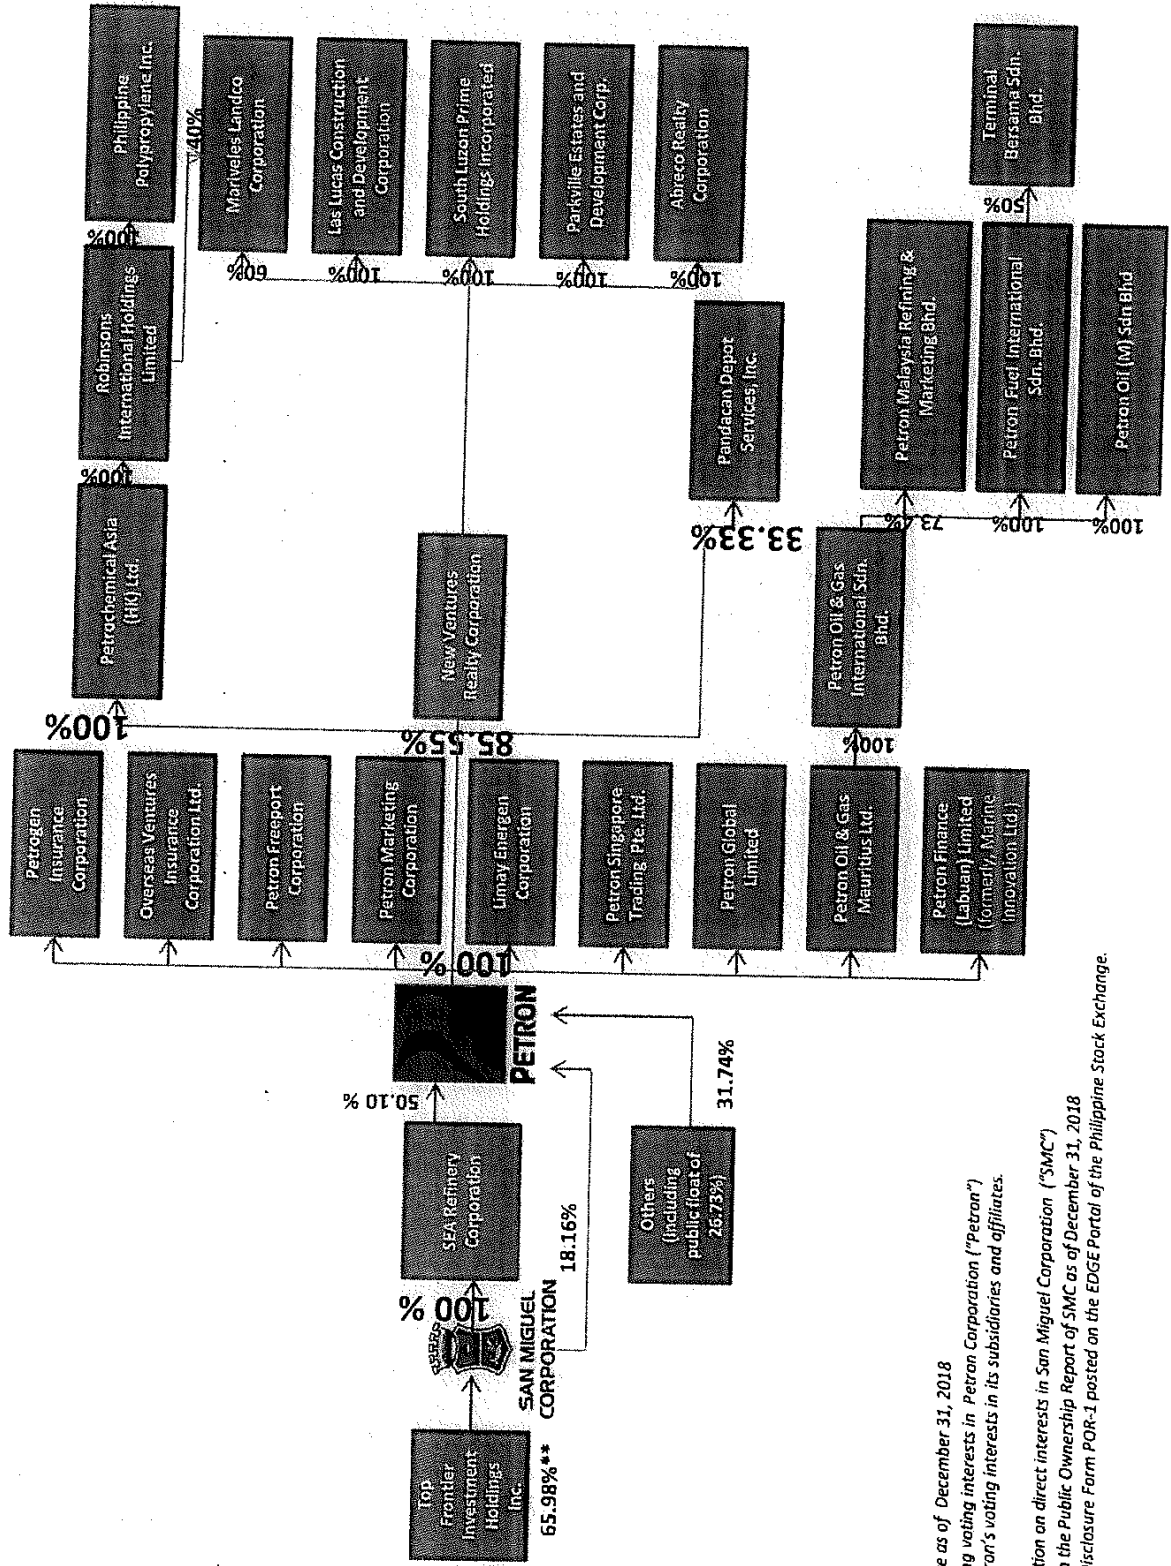 Top
Frontier
Investment
Holdings
Inc.
65.98%**
SAN MIGUEL
CORPORATION
100 %
SEA Refinery
Corporation
18.16%
50.10 %
Others
(including
public float of
26.73%)
31.74%
PETRON
100 %
Petrogen
Insurance
Corporation
Overseas Ventures
Insurance
Corporation Ltd.
Petron Freeport
Corporation
Petron Marketing
Corporation
Limay Energen
Corporation
Petron Singapore
Trading Pte. Ltd.
Petron Global
Limited
Petron Oil & Gas
Mauritius Ltd.
Petron Finance
(Labuan) Limited
(formerly Marine
Innovation Ltd)
100%
85.55%
100%
Petrochemical Asia
(HK) Ltd.
New Ventures
Realty Corporation
33.33%
Pandacan Depot
Services, Inc.
Petron Oil & Gas
International Sdn.
Bhd.
100%
Robinsons
International Holdings
Limited
100%
Philippine
Polypropylene Inc.
40%
60%
Mariveles Landco
Corporation
100%
Las Lucas Construction
and Development
Corporation
100%
South Luzon Prime
Holdings Incorporated
100%
Parkville Estates and
Development Corp.
100%
Abreco Realty
Corporation
73.4%
Petron Malaysia Refining &
Marketing Bhd.
100%
Petron Fuel International
Sdn. Bhd.
100%
Petron Oil (M) Sdn Bhd
50%
Terminal
Bersama Sdn.
Bhd.
e as of December 31, 2018
ng voting interests in Petron Corporation ("Petron")
ron's voting interests in its subsidiaries and affiliates.
tion on direct interests in San Miguel Corporation ("SMC")
n the Public Ownership Report of SMC as of December 31, 2018
isclosure Form POR-1 posted on the EDGE Portal of the Philippine Stock Exchange.